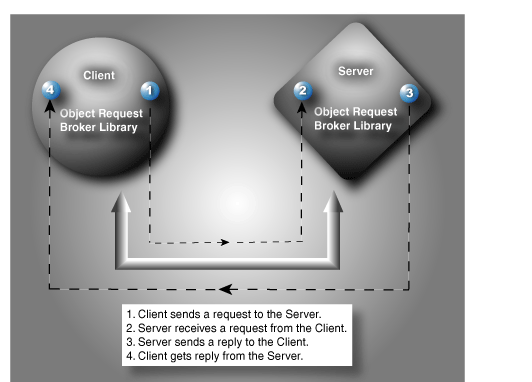 Client
4
1
Object Request
Broker Library
Server
2
3
Object Request
Broker Library
1. Client sends a request to the Server.
2. Server receives a request from the Client.
3. Server sends a reply to the Client.
4. Client gets reply from the Server.